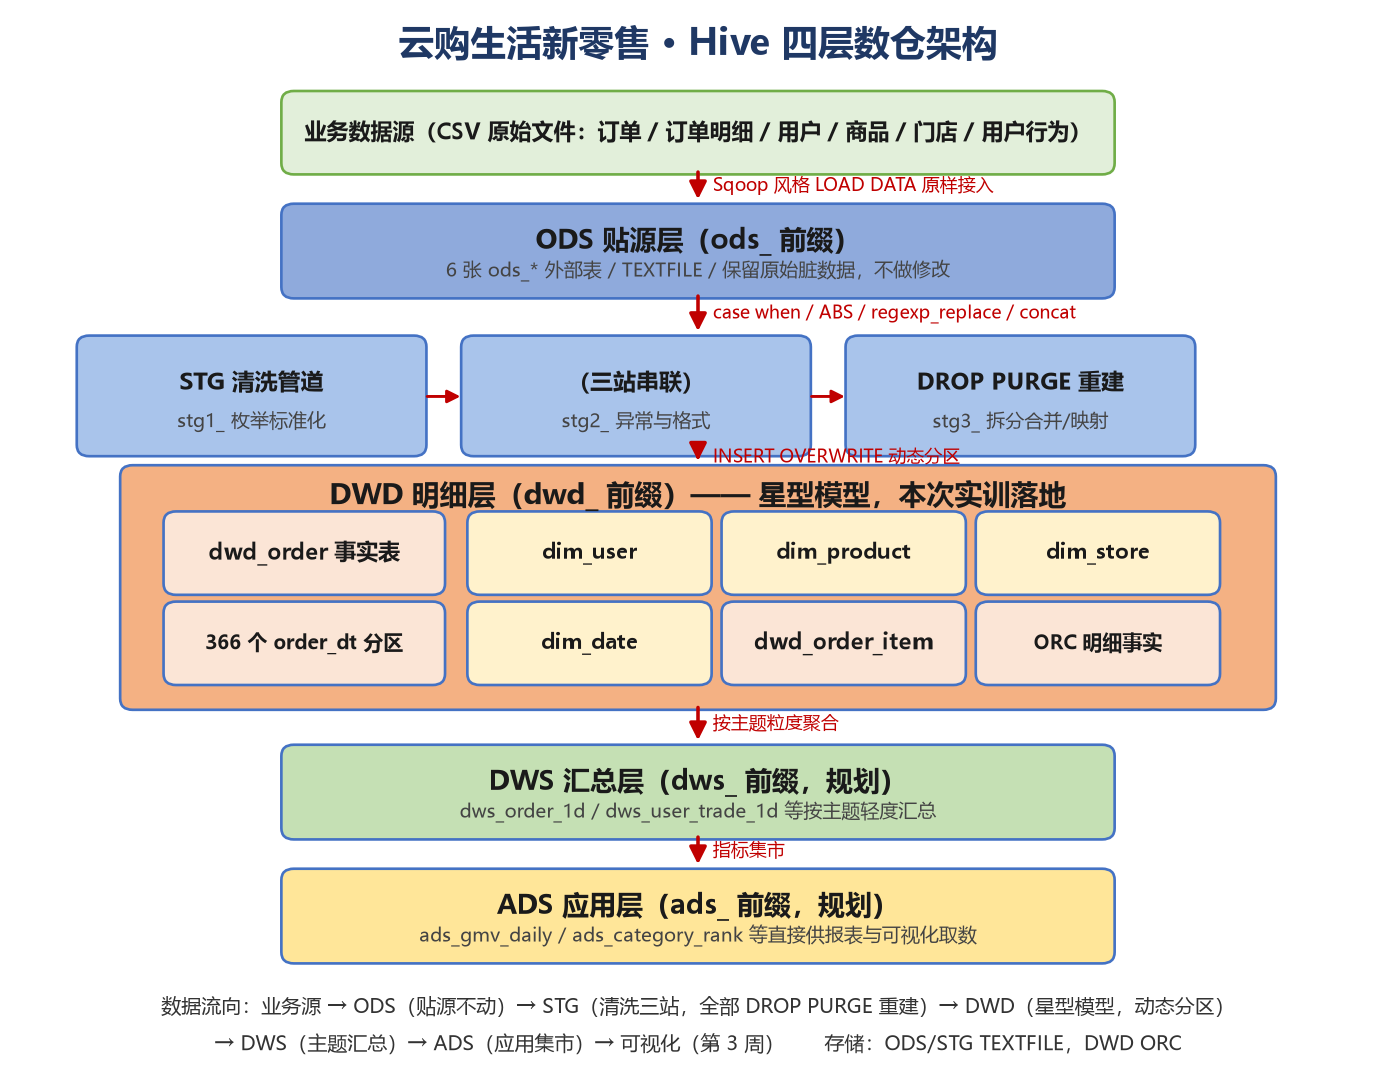 云购生活新零售 • Hive 四层数仓架构
业务数据源（CSV 原始文件：订单 / 订单明细 / 用户 / 商品 / 门店 / 用户行为）
Sqoop 风格 LOAD DATA 原样接入
ODS 贴源层（ods_ 前缀）
6 张 ods_* 外部表 / TEXTFILE / 保留原始脏数据，不做修改
case when / ABS / regexp_replace / concat
STG 清洗管道
stg1_ 枚举标准化
（三站串联）
stg2_ 异常与格式
DROP PURGE 重建
stg3_ 拆分合并/映射
INSERT OVERWRITE 动态分区
DWD 明细层（dwd_ 前缀）—— 星型模型，本次实训落地
dwd_order 事实表
dim_user
dim_product
dim_store
366 个 order_dt 分区
dim_date
dwd_order_item
ORC 明细事实
按主题粒度聚合
DWS 汇总层（dws_ 前缀，规划）
dws_order_1d / dws_user_trade_1d 等按主题轻度汇总
指标集市
ADS 应用层（ads_ 前缀，规划）
ads_gmv_daily / ads_category_rank 等直接供报表与可视化取数
数据流向：业务源 → ODS（贴源不动）→ STG（清洗三站，全部 DROP PURGE 重建）→ DWD（星型模型，动态分区）
→ DWS（主题汇总）→ ADS（应用集市）→ 可视化（第 3 周） 存储：ODS/STG TEXTFILE，DWD ORC